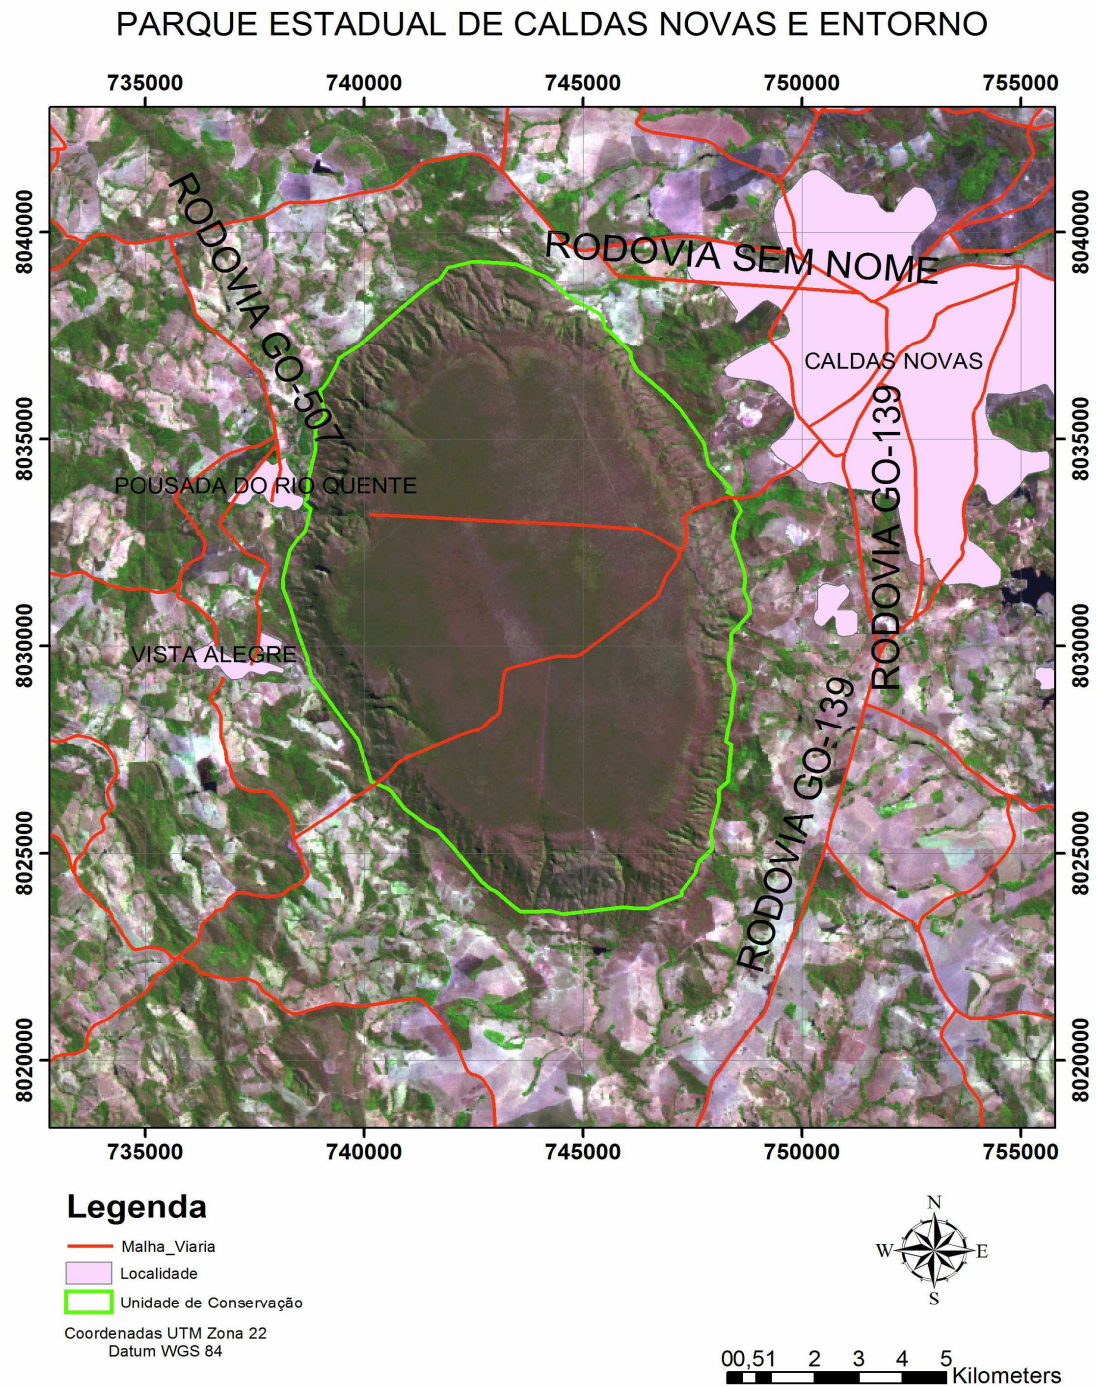 PARQUE ESTADUAL DE CALDAS NOVAS E ENTORNO
735000 740000 745000 750000 755000
8040000 8040000
RODOVIA GO-507
RODOVIA SEM NOME
CALDAS NOVAS
8035000 8035000
RODOVIA GO-139
POUSADA DO RIO QUENTE
VISTA ALEGRE
8030000 8030000
RODOVIA GO-139
8025000 8025000
8020000 8020000
735000 740000 745000 750000 755000
Legenda
Malha_Viaria
Localidade
Unidade de Conservação
Coordenadas UTM Zona 22
Datum WGS 84
N
W E
S
00,51 2 3 4 5
Kilometers